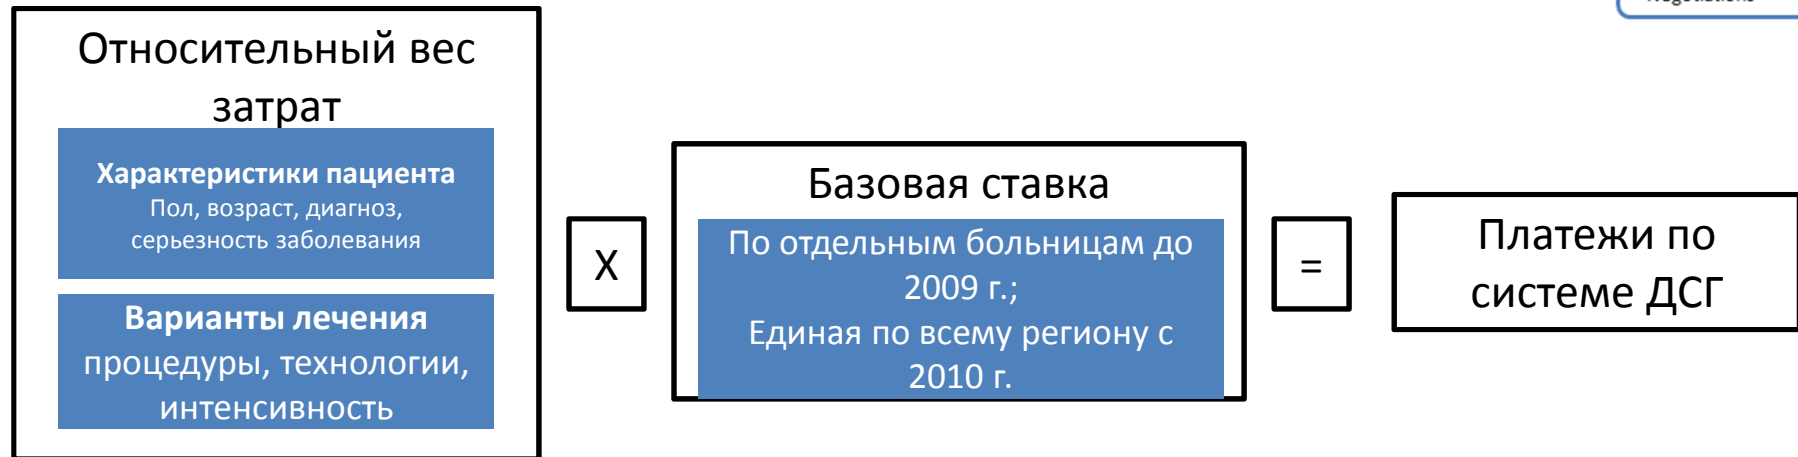 Negotiations
Относительный вес
затрат
Характеристики пациента
Пол, возраст, диагноз,
серьезность заболевания
Варианты лечения
процедуры, технологии,
интенсивность
X
Базовая ставка
По отдельным больницам до
2009 г.;
Единая по всему региону с
2010 г.
=
Платежи по
системе ДСГ